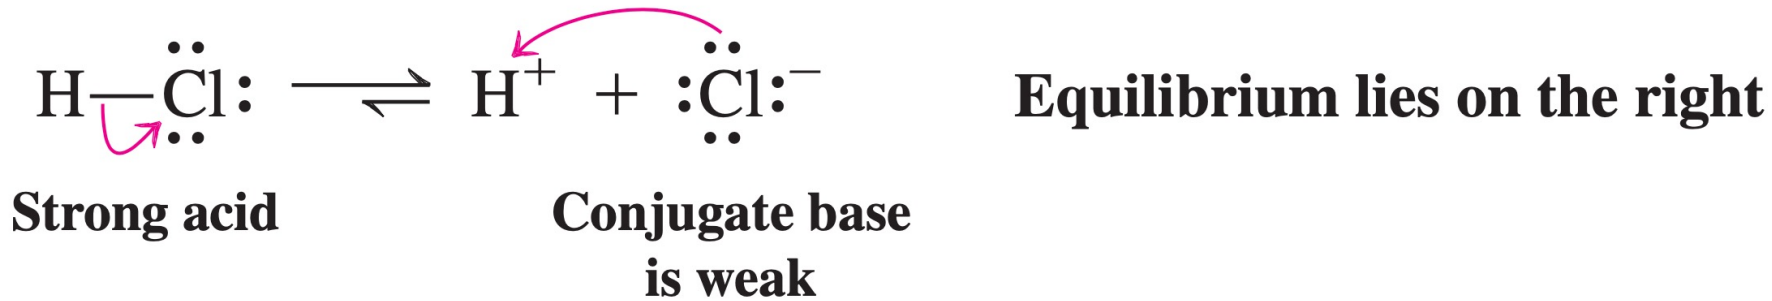 H—Cl: ⇌ H⁺ + :Cl:⁻ Equilibrium lies on the right
Strong acid Conjugate base
is weak